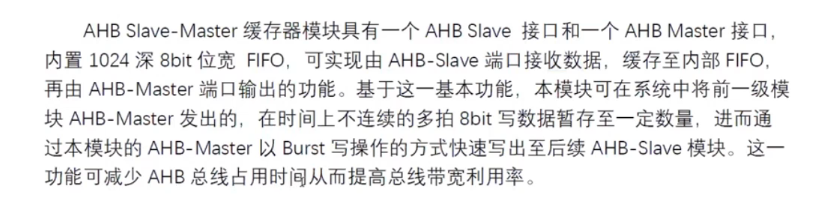 AHB Slave-Master 缓存器模块具有一个 AHB Slave 接口和一个 AHB Master 接口，
内置 1024 深 8bit 位宽 FIFO，可实现由 AHB-Slave 端口接收数据，缓存至内部 FIFO，
再由 AHB-Master 端口输出的功能。基于这一基本功能，本模块可在系统中将前一级模
块 AHB-Master 发出的，在时间上不连续的多拍 8bit 写数据暂存至一定数量，进而通
过本模块的 AHB-Master 以 Burst 写操作的方式快速写出至后续 AHB-Slave 模块。这一
功能可减少 AHB 总线占用时间从而提高总线带宽利用率。